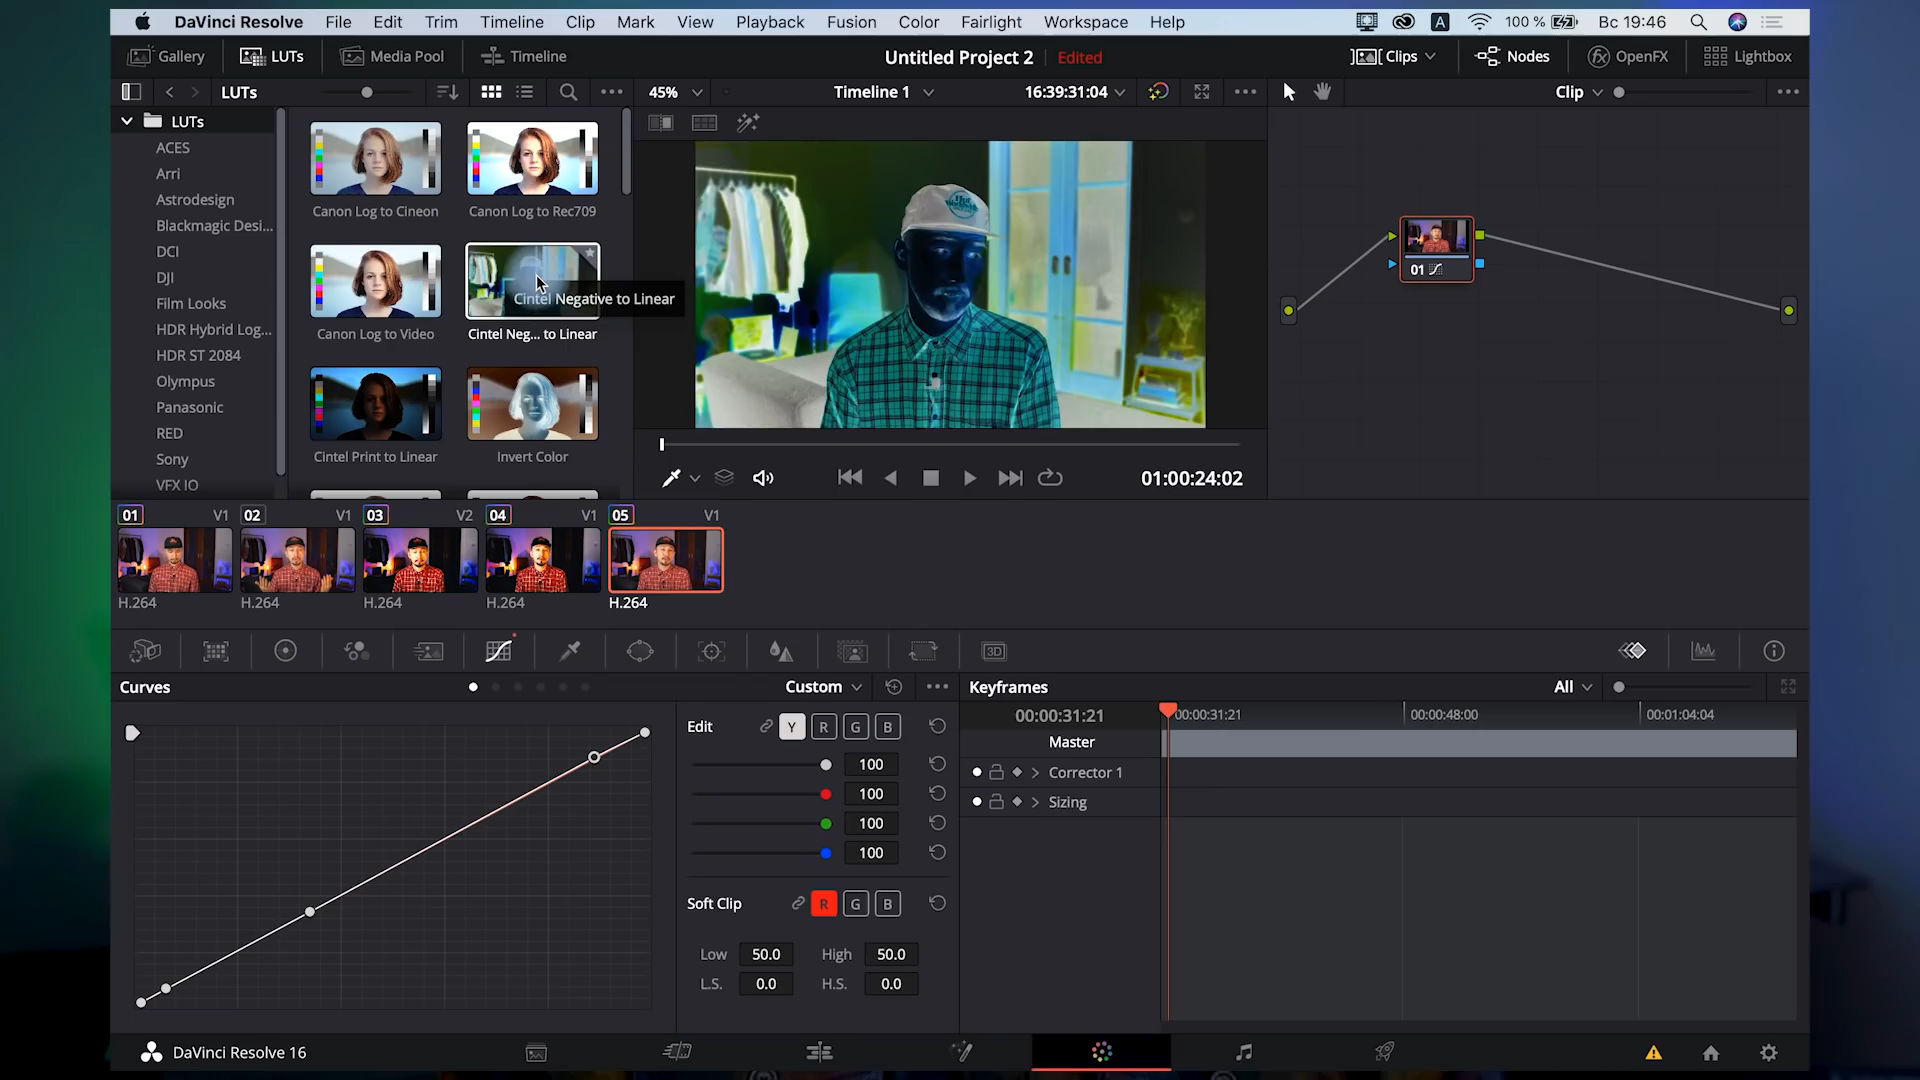 DaVinci Resolve File Edit Trim Timeline Clip Mark View Playback Fusion Color Fairlight Workspace Help A 100 % Вс 19:46
Gallery LUTs Media Pool Timeline Untitled Project 2 Edited Clips Nodes OpenFX Lightbox
LUTs 45% Timeline 1 16:39:31:04 Clip
LUTs
ACES
Arri
Astrodesign
Blackmagic Desi...
DCI
DJI
Film Looks
HDR Hybrid Log...
HDR ST 2084
Olympus
Panasonic
RED
Sony
VFX IO
Canon Log to Cineon Canon Log to Rec709
Cintel Negative to Linear
Canon Log to Video Cintel Neg... to Linear
Cintel Print to Linear Invert Color
01
01:00:24:02
01 V1 02 V1 03 V2 04 V1 05 V1
H.264 H.264 H.264 H.264 H.264
3D
Curves Custom Keyframes All
Edit Y R G B
100
100
100
100
Soft Clip R G B
Low 50.0 High 50.0
L.S. 0.0 H.S. 0.0
00:00:31:21 00:00:31:21 00:00:48:00 00:01:04:04
Master
Corrector 1
Sizing
DaVinci Resolve 16